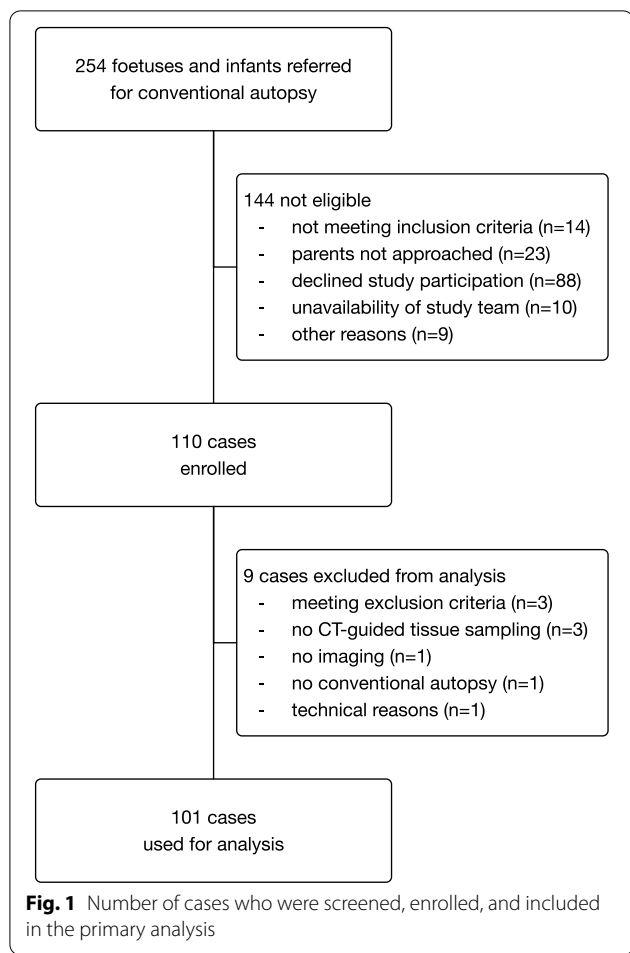 254 foetuses and infants referred
for conventional autopsy
144 not eligible
- not meeting inclusion criteria (n=14)
- parents not approached (n=23)
- declined study participation (n=88)
- unavailability of study team (n=10)
- other reasons (n=9)
110 cases
enrolled
9 cases excluded from analysis
- meeting exclusion criteria (n=3)
- no CT-guided tissue sampling (n=3)
- no imaging (n=1)
- no conventional autopsy (n=1)
- technical reasons (n=1)
101 cases
used for analysis
Fig. 1 Number of cases who were screened, enrolled, and included
in the primary analysis